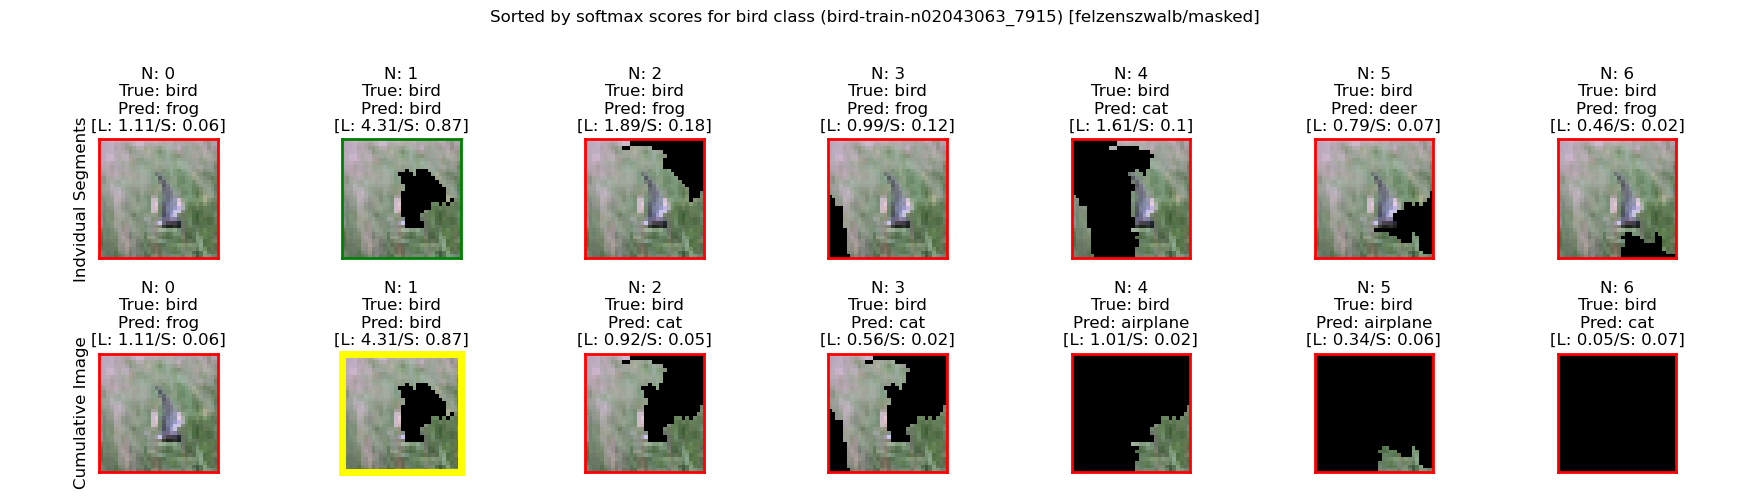 Sorted by softmax scores for bird class (bird-train-n02043063_7915) [felzenszwalb/masked]
Indvidual Segments
N: 0
True: bird
Pred: frog
[L: 1.11/S: 0.06]
N: 1
True: bird
Pred: bird
[L: 4.31/S: 0.87]
N: 2
True: bird
Pred: frog
[L: 1.89/S: 0.18]
N: 3
True: bird
Pred: frog
[L: 0.99/S: 0.12]
N: 4
True: bird
Pred: cat
[L: 1.61/S: 0.1]
N: 5
True: bird
Pred: deer
[L: 0.79/S: 0.07]
N: 6
True: bird
Pred: frog
[L: 0.46/S: 0.02]
Cumulative Image
N: 0
True: bird
Pred: frog
[L: 1.11/S: 0.06]
N: 1
True: bird
Pred: bird
[L: 4.31/S: 0.87]
N: 2
True: bird
Pred: cat
[L: 0.92/S: 0.05]
N: 3
True: bird
Pred: cat
[L: 0.56/S: 0.02]
N: 4
True: bird
Pred: airplane
[L: 1.01/S: 0.02]
N: 5
True: bird
Pred: airplane
[L: 0.34/S: 0.06]
N: 6
True: bird
Pred: cat
[L: 0.05/S: 0.07]